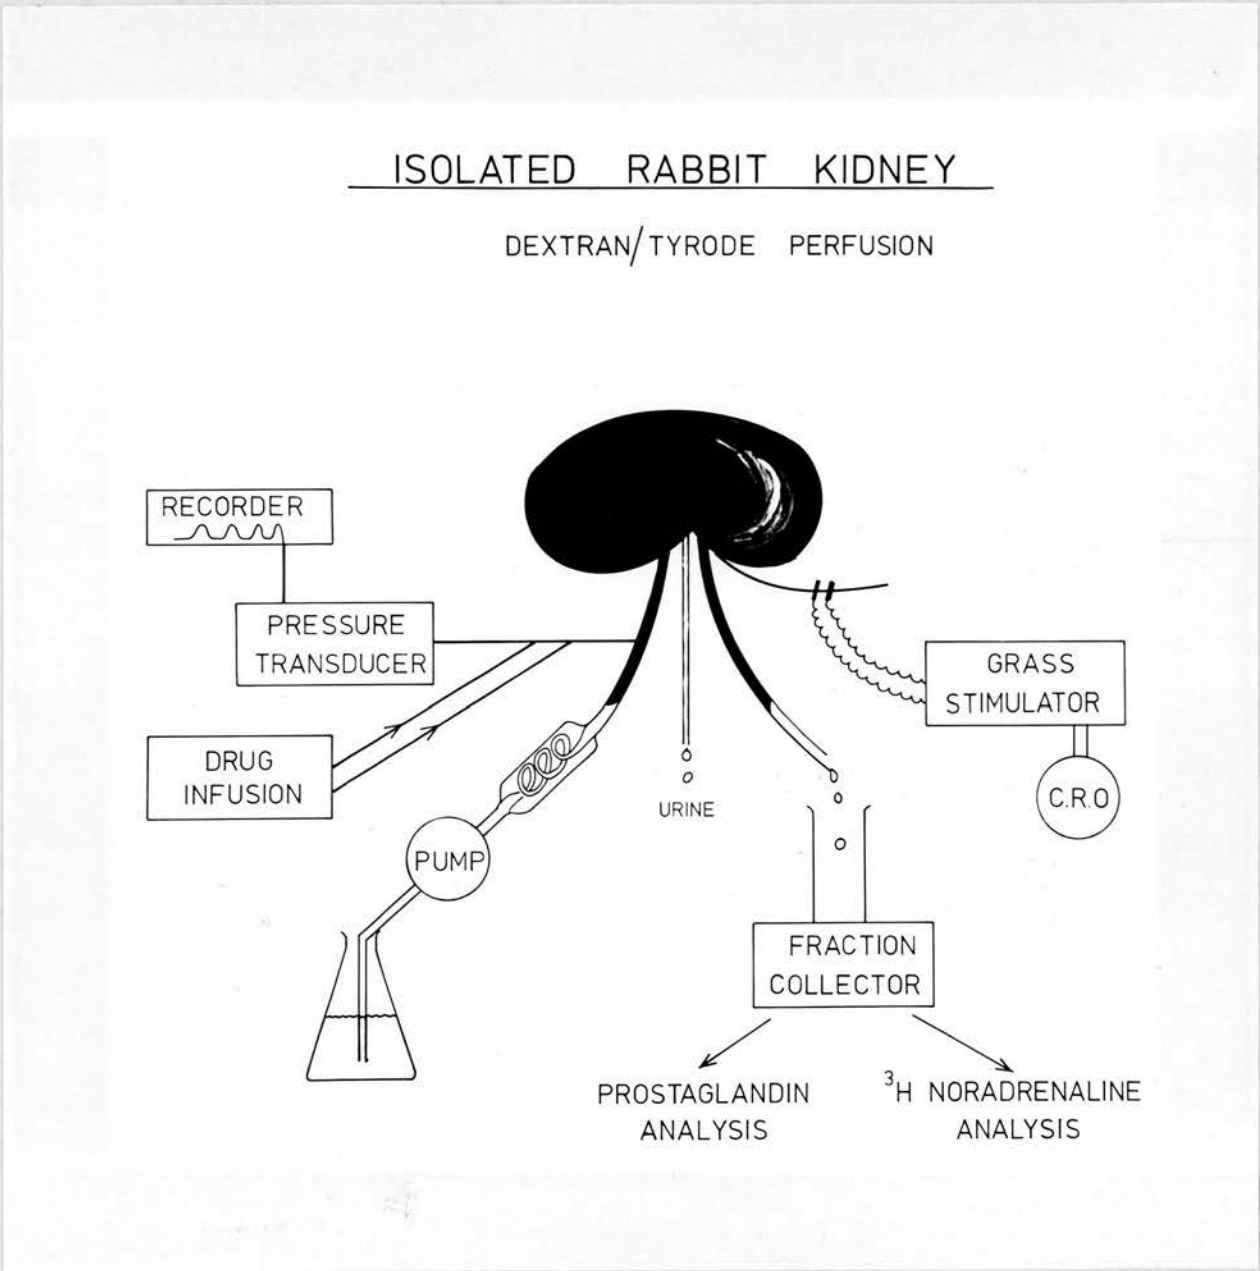 ISOLATED RABBIT KIDNEY
DEXTRAN/TYRODE PERFUSION
RECORDER
PRESSURE
TRANSDUCER
DRUG
INFUSION
PUMP
URINE
GRASS
STIMULATOR
C.R.O
FRACTION
COLLECTOR
PROSTAGLANDIN
ANALYSIS
³H NORADRENALINE
ANALYSIS